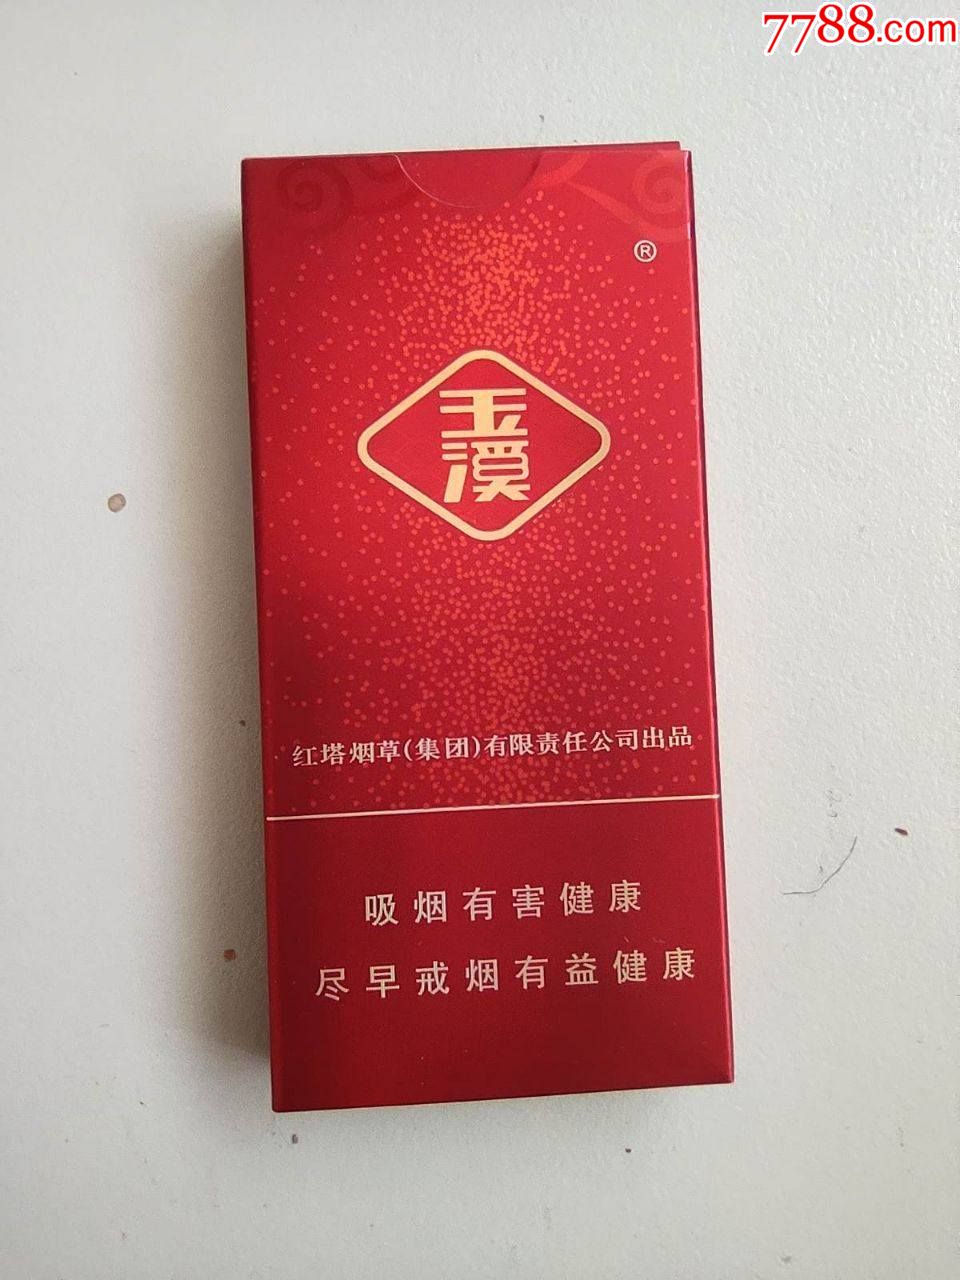 7788.com
®
玉
溪
红塔烟草(集团)有限责任公司出品
吸烟有害健康
尽早戒烟有益健康